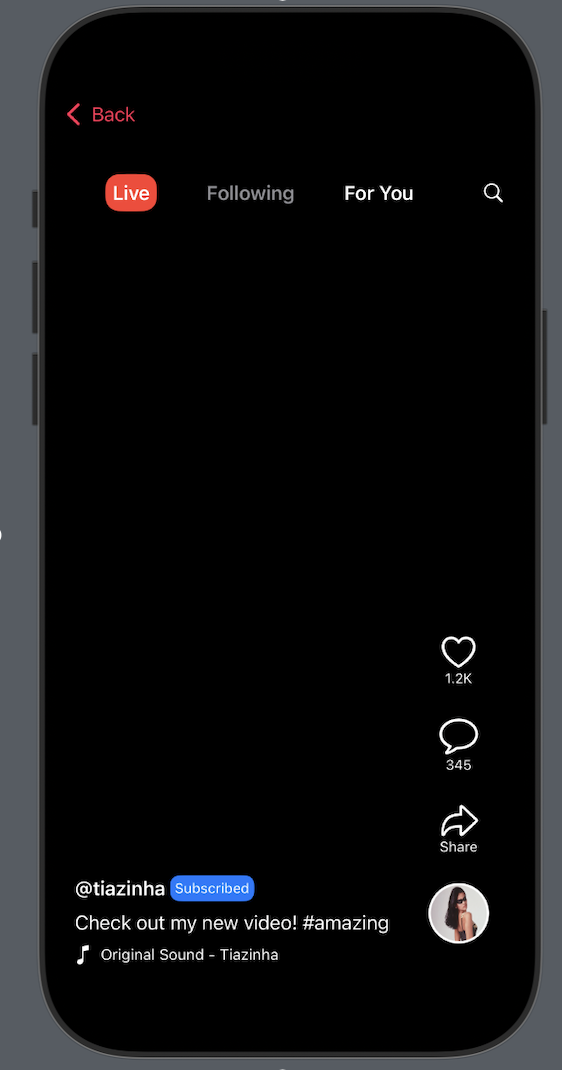 Back
Live Following For You
1.2K
345
Share
@tiazinha Subscribed
Check out my new video! #amazing
Original Sound - Tiazinha